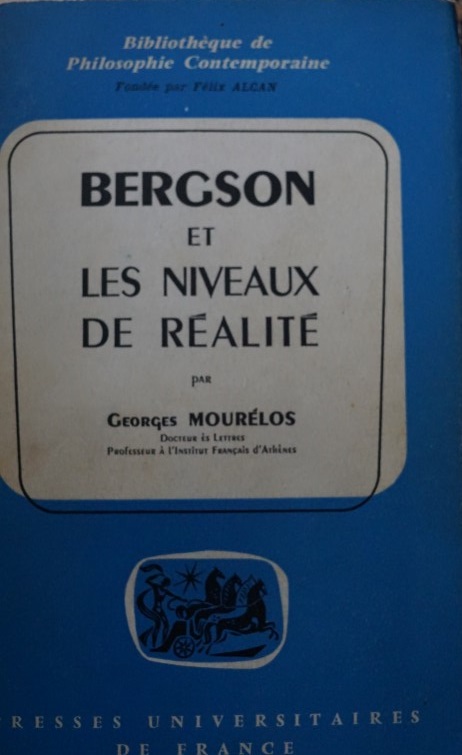 Bibliothèque de
Philosophie Contemporaine
Fondée par Félix ALCAN
BERGSON
ET
LES NIVEAUX
DE RÉALITÉ
PAR
GEORGES MOURÉLOS
DOCTEUR ÈS LETTRES
PROFESSEUR À L'INSTITUT FRANÇAIS D'ATHÈNES
PRESSES UNIVERSITAIRES
DE FRANCE